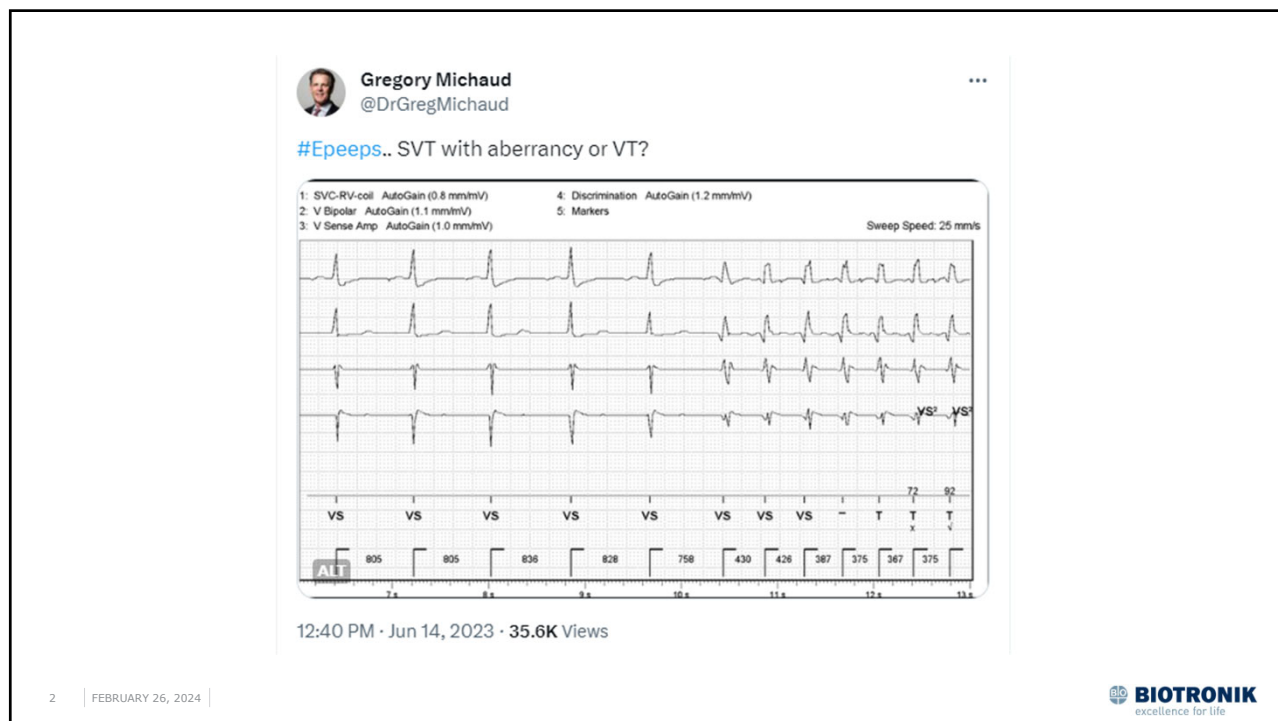 Gregory Michaud
@DrGregMichaud
#Epeeps.. SVT with aberrancy or VT?
1: SVC-RV-coil AutoGain (0.8 mm/mV) 4: Discrimination AutoGain (1.2 mm/mV)
2: V Bipolar AutoGain (1.1 mm/mV) 5: Markers
3: V Sense Amp AutoGain (1.0 mm/mV) Sweep Speed: 25 mm/s
VS² VS²
72 92
VS VS VS VS VS VS VS VS – T T T
x √
805 805 836 828 758 430 426 387 375 367 375
ALT
7 s 8 s 9 s 10 s 11 s 12 s 13 s
12:40 PM · Jun 14, 2023 · 35.6K Views
2 FEBRUARY 26, 2024
BIO BIOTRONIK
excellence for life